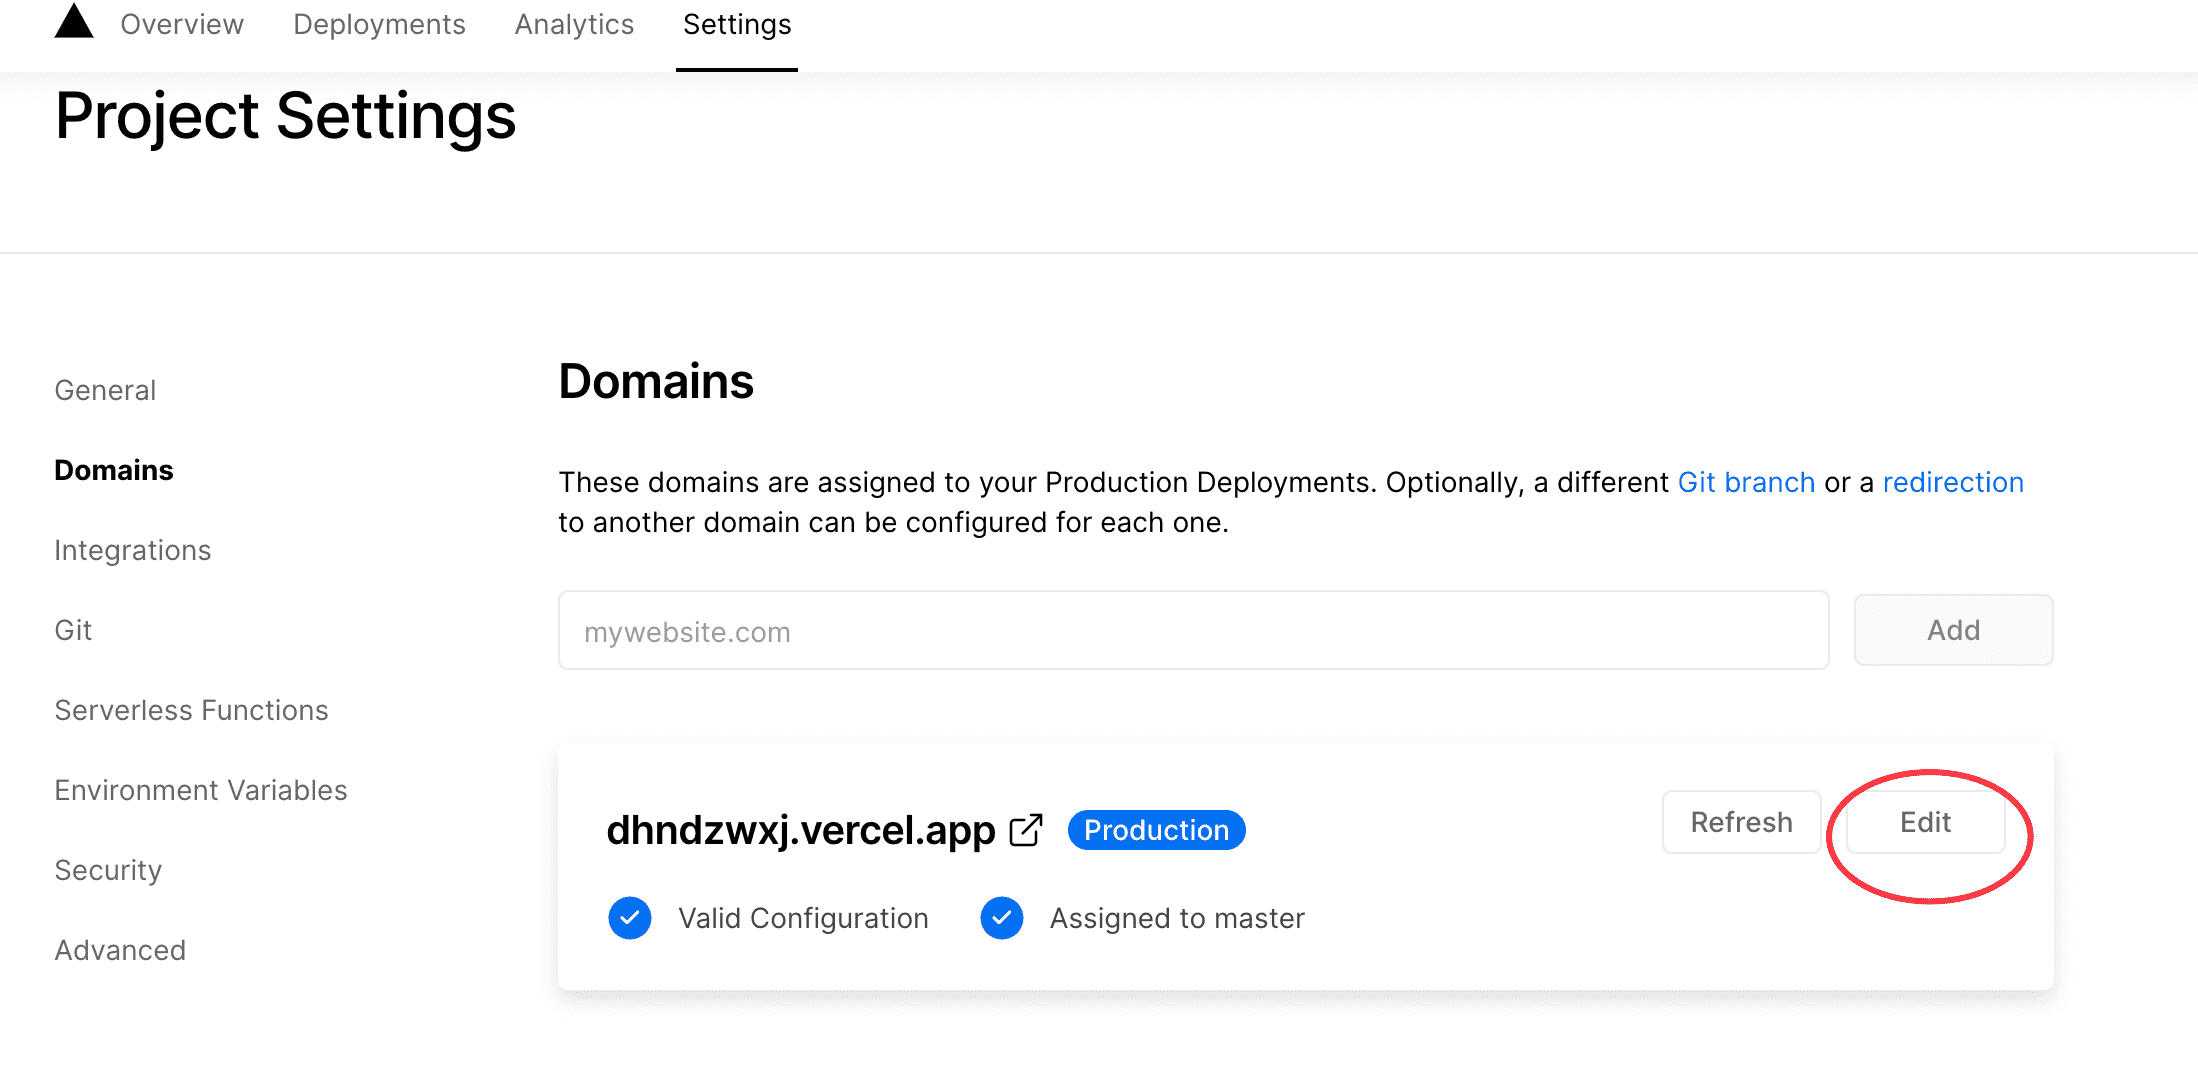 Overview Deployments Analytics Settings
Project Settings
General
Domains
Integrations
Git
Serverless Functions
Environment Variables
Security
Advanced
Domains
These domains are assigned to your Production Deployments. Optionally, a different Git branch or a redirection
to another domain can be configured for each one.
mywebsite.com Add
dhndzwxj.vercel.app Production Refresh Edit
Valid Configuration Assigned to master